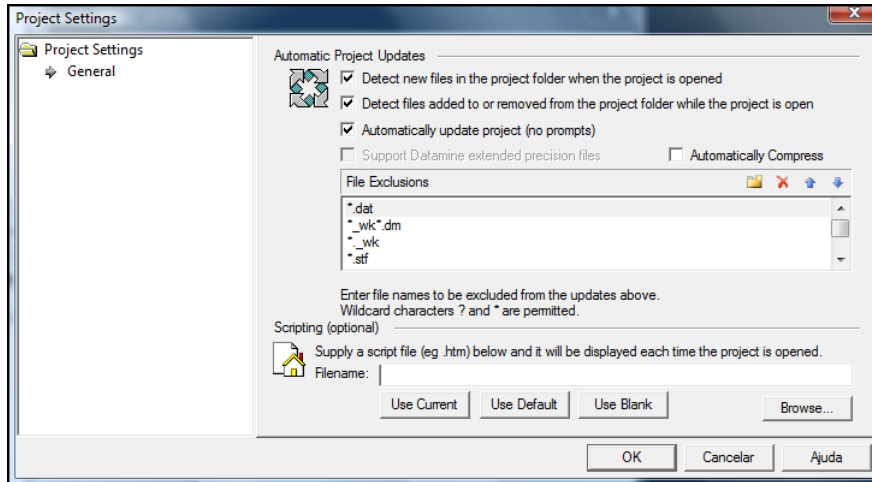 Project Settings
Project Settings
General
Automatic Project Updates
Detect new files in the project folder when the project is opened
Detect files added to or removed from the project folder while the project is open
Automatically update project (no prompts)
Support Datamine extended precision files
Automatically Compress
File Exclusions
*.dat
*_wk*.dm
*._wk
*.stf
Enter file names to be excluded from the updates above.
Wildcard characters ? and * are permitted.
Scripting (optional)
Supply a script file (eg .htm) below and it will be displayed each time the project is opened.
Filename:
Use Current
Use Default
Use Blank
Browse...
OK
Cancelar
Ajuda